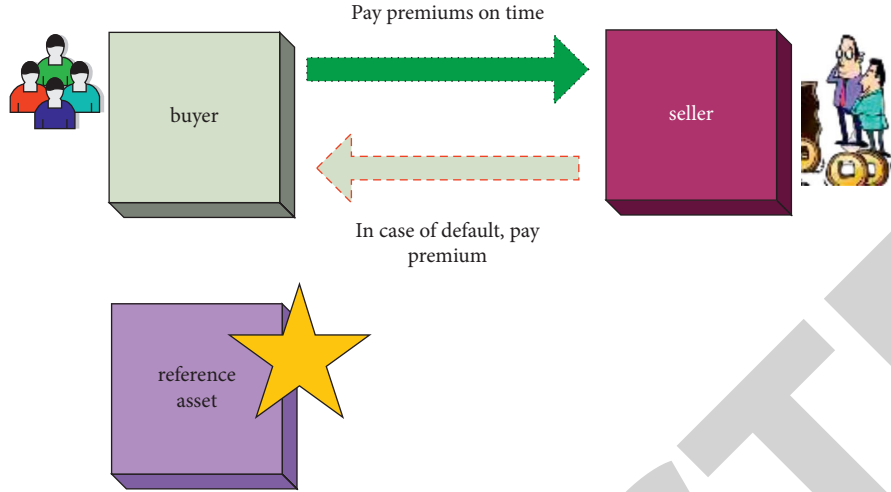 Pay premiums on time
buyer
seller
In case of default, pay
premium
reference
asset